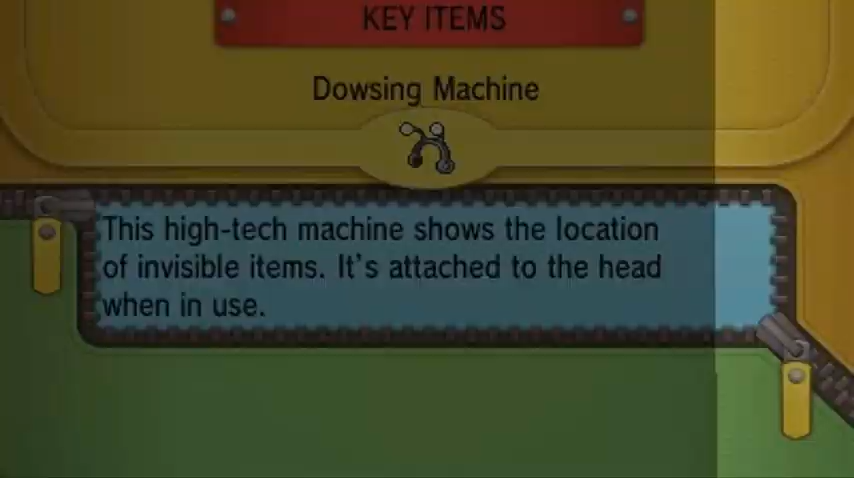 KEY ITEMS
Dowsing Machine
This high-tech machine shows the location
of invisible items. It's attached to the head
when in use.